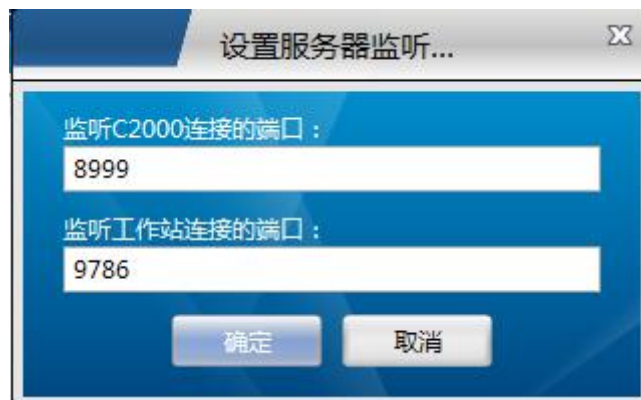 设置服务器监听...
监听C2000连接的端口：
8999
监听工作站连接的端口：
9786
确定
取消